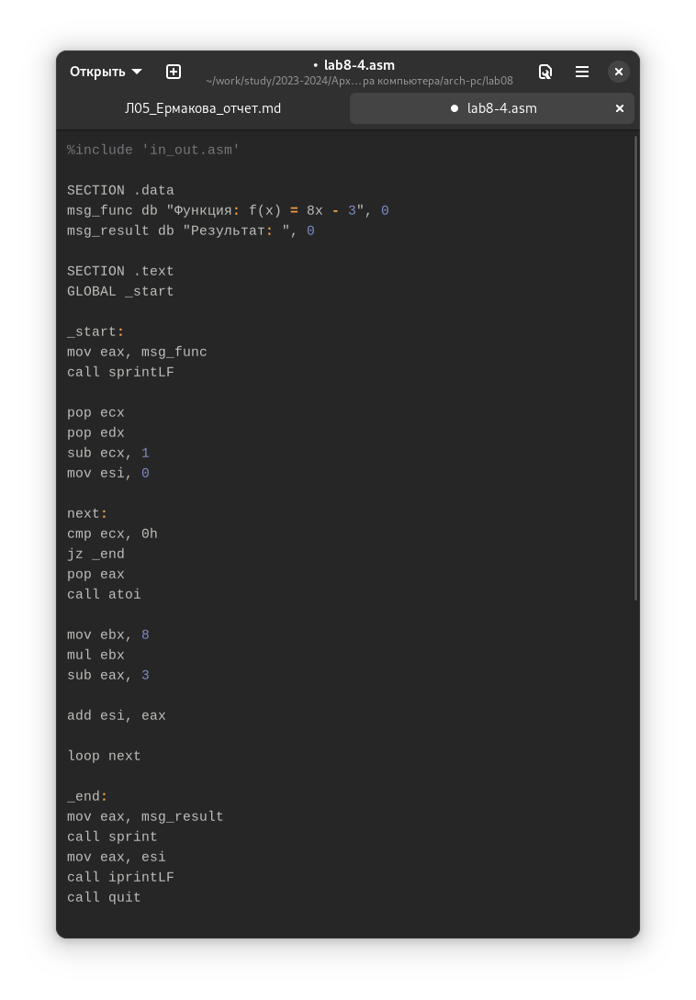 Открыть
• lab8-4.asm
~/work/study/2023-2024/Арх…ра компьютера/arch-pc/lab08
Л05_Ермакова_отчет.md
● lab8-4.asm
%include 'in_out.asm'
SECTION .data
msg_func db "Функция: f(x) = 8x - 3", 0
msg_result db "Результат: ", 0
SECTION .text
GLOBAL _start
_start:
mov eax, msg_func
call sprintLF
pop ecx
pop edx
sub ecx, 1
mov esi, 0
next:
cmp ecx, 0h
jz _end
pop eax
call atoi
mov ebx, 8
mul ebx
sub eax, 3
add esi, eax
loop next
_end:
mov eax, msg_result
call sprint
mov eax, esi
call iprintLF
call quit